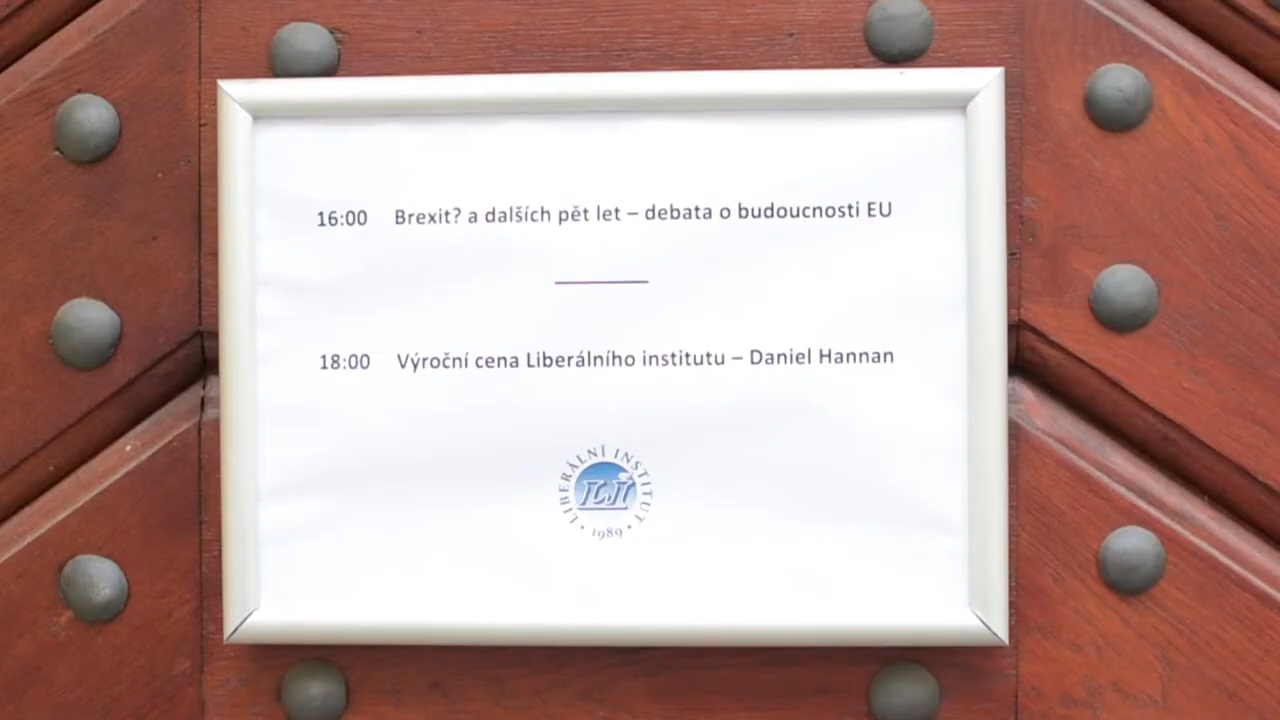 16:00 Brexit? a dalších pět let – debata o budoucnosti EU
18:00 Výroční cena Liberálního institutu – Daniel Hannan
LIBERÁLNÍ INSTITUT
LI
• 1989 •